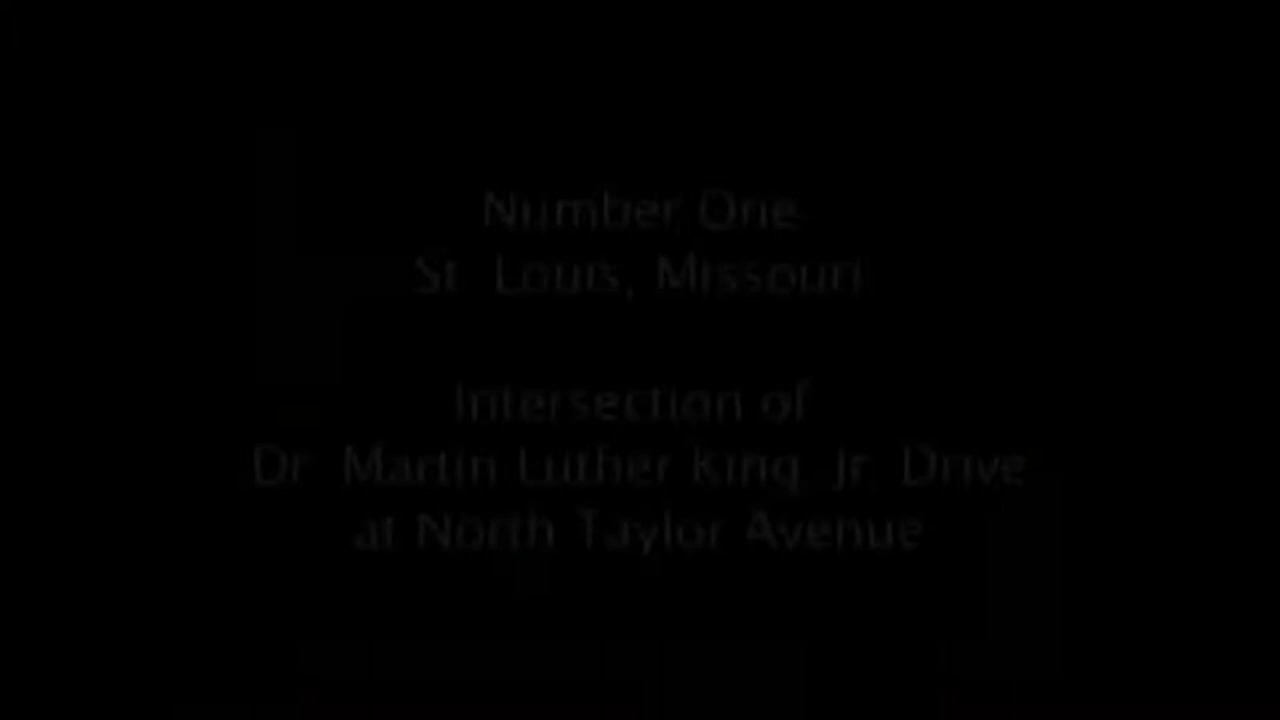 Number One
St. Louis, Missouri
Intersection of
Dr. Martin Luther King, Jr. Drive
at North Taylor Avenue